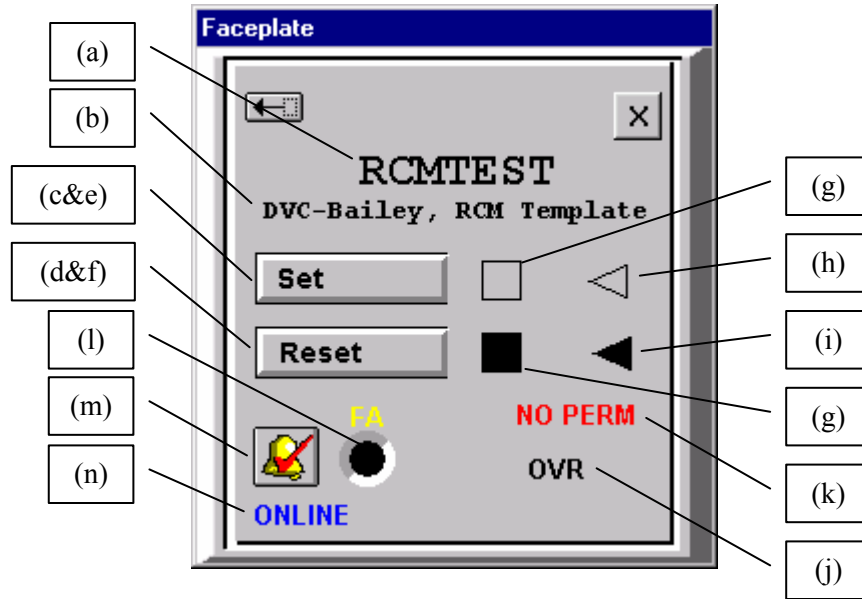 Faceplate
(a)
(b)
(c&e)
(d&f)
(l)
(m)
(n)
X
RCMTEST
DVC-Bailey, RCM Template
Set
Reset
FA
NO PERM
OVR
ONLINE
(g)
(h)
(i)
(g)
(k)
(j)